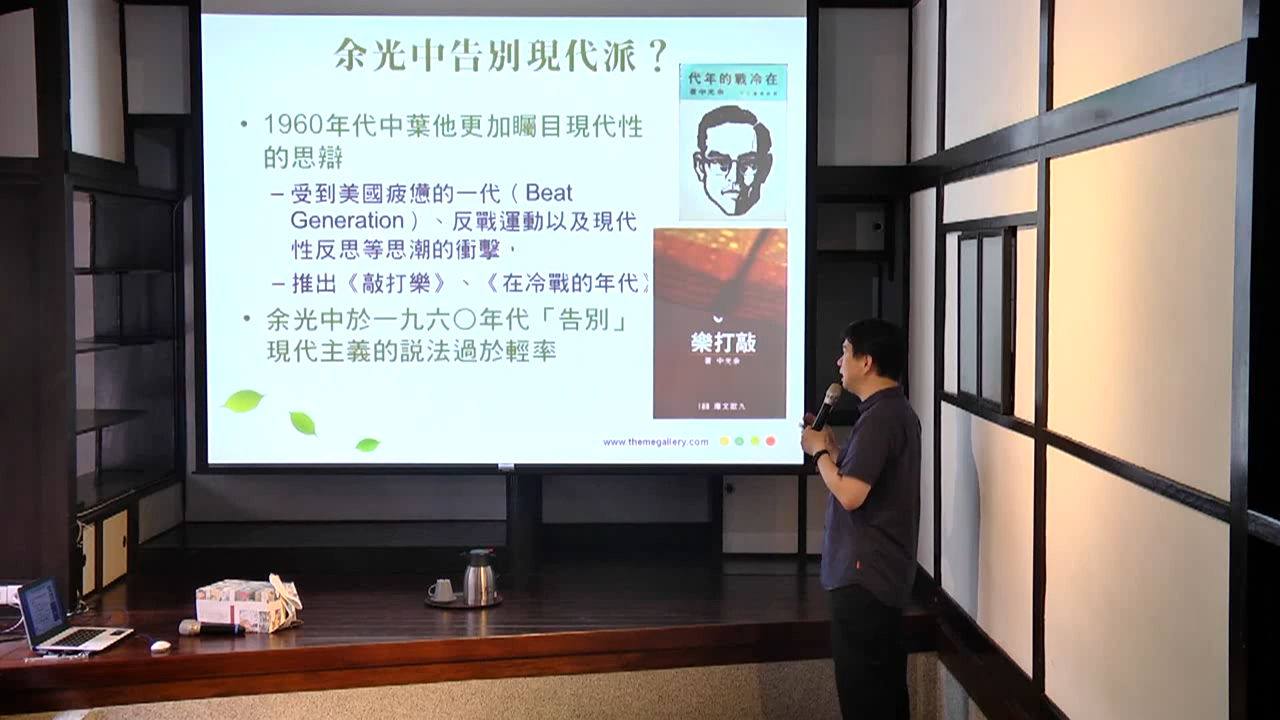 余光中告別現代派？
• 1960年代中葉他更加矚目現代性
的思辯
– 受到美國疲憊的一代（Beat
Generation）、反戰運動以及現代
性反思等思潮的衝擊，
– 推出《敲打樂》、《在冷戰的年代》
• 余光中於一九六〇年代「告別」
現代主義的說法過於輕率
代年的戰冷在
著中光余
樂打敲
著 中光余
188 庫文歌九
www.themegallery.com